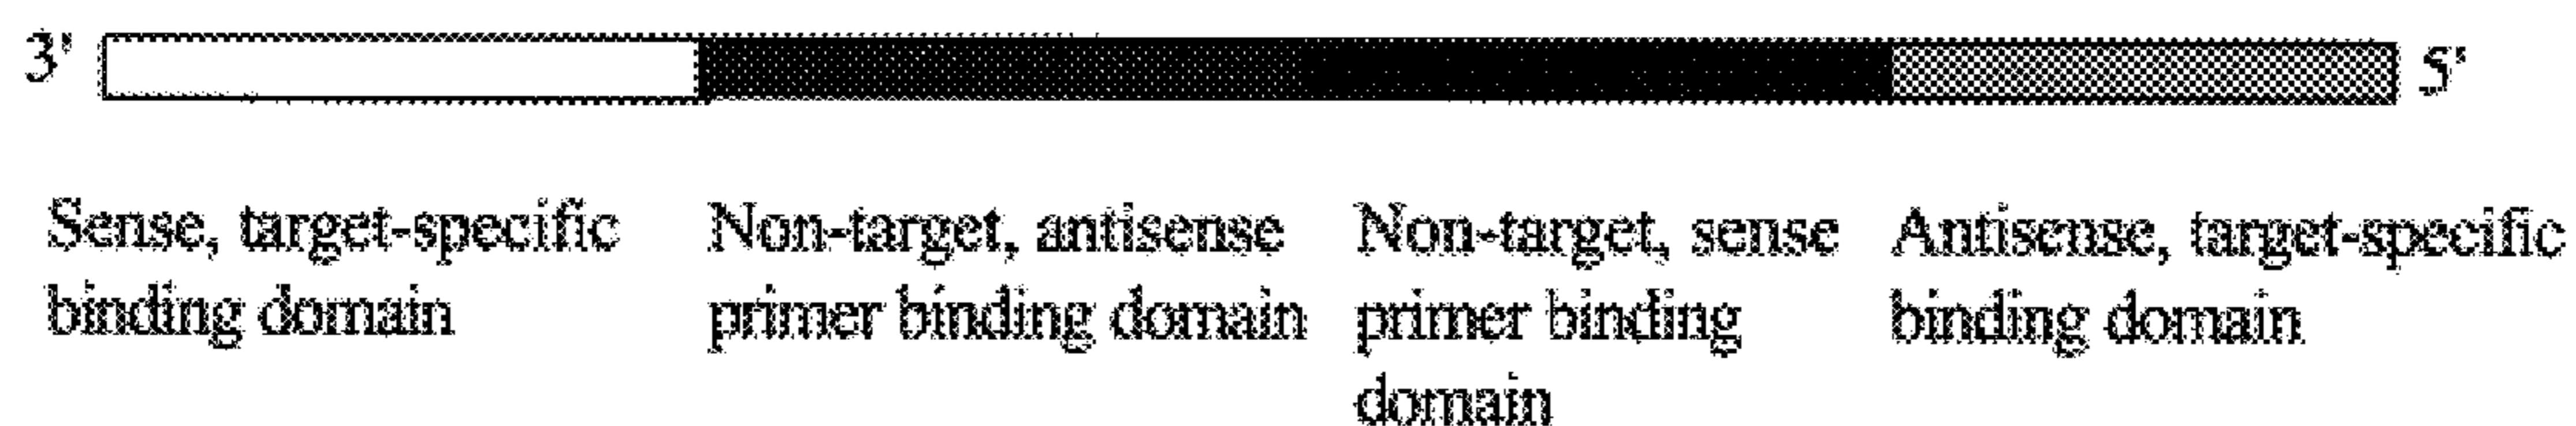 3' 5'
Sense, target-specific
binding domain
Non-target, antisense
primer binding domain
Non-target, sense
primer binding
domain
Antisense, target-specific
binding domain